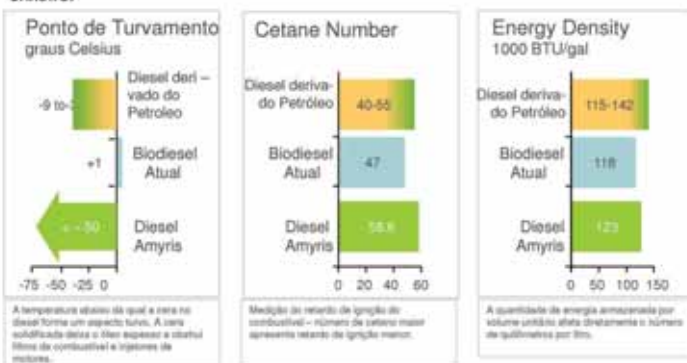 Ponto de Turvamento
graus Celsius
-9 to
Diesel deri –
vado do
Petroleo
+1
Biodiesel
Atual
< – 50
Diesel
Amyris
-75 -50 -25 0
A temperatura abaixo da qual a cera no
diesel forma um aspecto turvo. A cera
solidificada deixa o óleo espesso e obstrui
filtros de combustível e injetores de
motores.
Cetane Number
Diesel deriva-
do Petróleo
40-55
Biodiesel
Atual
47
Diesel
Amyris
58.6
0 20 40 60
Medição do retardo de ignição do
combustível – número de cetano maior
apresenta retardo de ignição menor.
Energy Density
1000 BTU/gal
Diesel deriva-
do Petróleo
115-142
Biodiesel
Atual
118
Diesel
Amyris
123
0 50 100 150
A quantidade de energia armazenada por
volume unitário afeta diretamente o número
de quilômetros por litro.